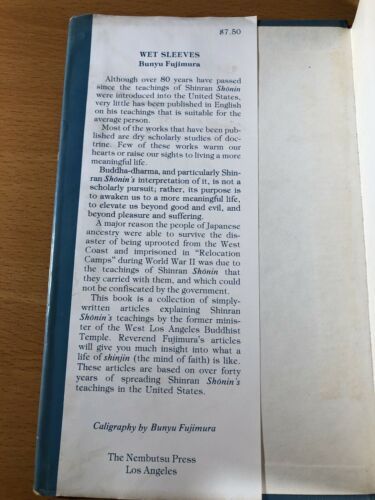 $7.50
WET SLEEVES
Bunyu Fujimura
Although over 80 years have passed
since the teachings of Shinran Shōnin
were introduced into the United States,
very little has been published in English
on his teachings that is suitable for the
average person.
Most of the works that have been pub-
lished are dry scholarly studies of doc-
trine. Few of these works warm our
hearts or raise our sights to living a more
meaningful life.
Buddha-dharma, and particularly Shin-
ran Shōnin's interpretation of it, is not a
scholarly pursuit; rather, its purpose is
to awaken us to a more meaningful life,
to elevate us beyond good and evil, and
beyond pleasure and suffering.
A major reason the people of Japanese
ancestry were able to survive the dis-
aster of being uprooted from the West
Coast and imprisoned in "Relocation
Camps" during World War II was due to
the teachings of Shinran Shōnin that
they carried with them, and which could
not be confiscated by the government.
This book is a collection of simply-
written articles explaining Shinran
Shōnin's teachings by the former minis-
ter of the West Los Angeles Buddhist
Temple. Reverend Fujimura's articles
will give you much insight into what a
life of shinjin (the mind of faith) is like.
These articles are based on over forty
years of spreading Shinran Shōnin's
teachings in the United States.
Caligraphy by Bunyu Fujimura
The Nembutsu Press
Los Angeles